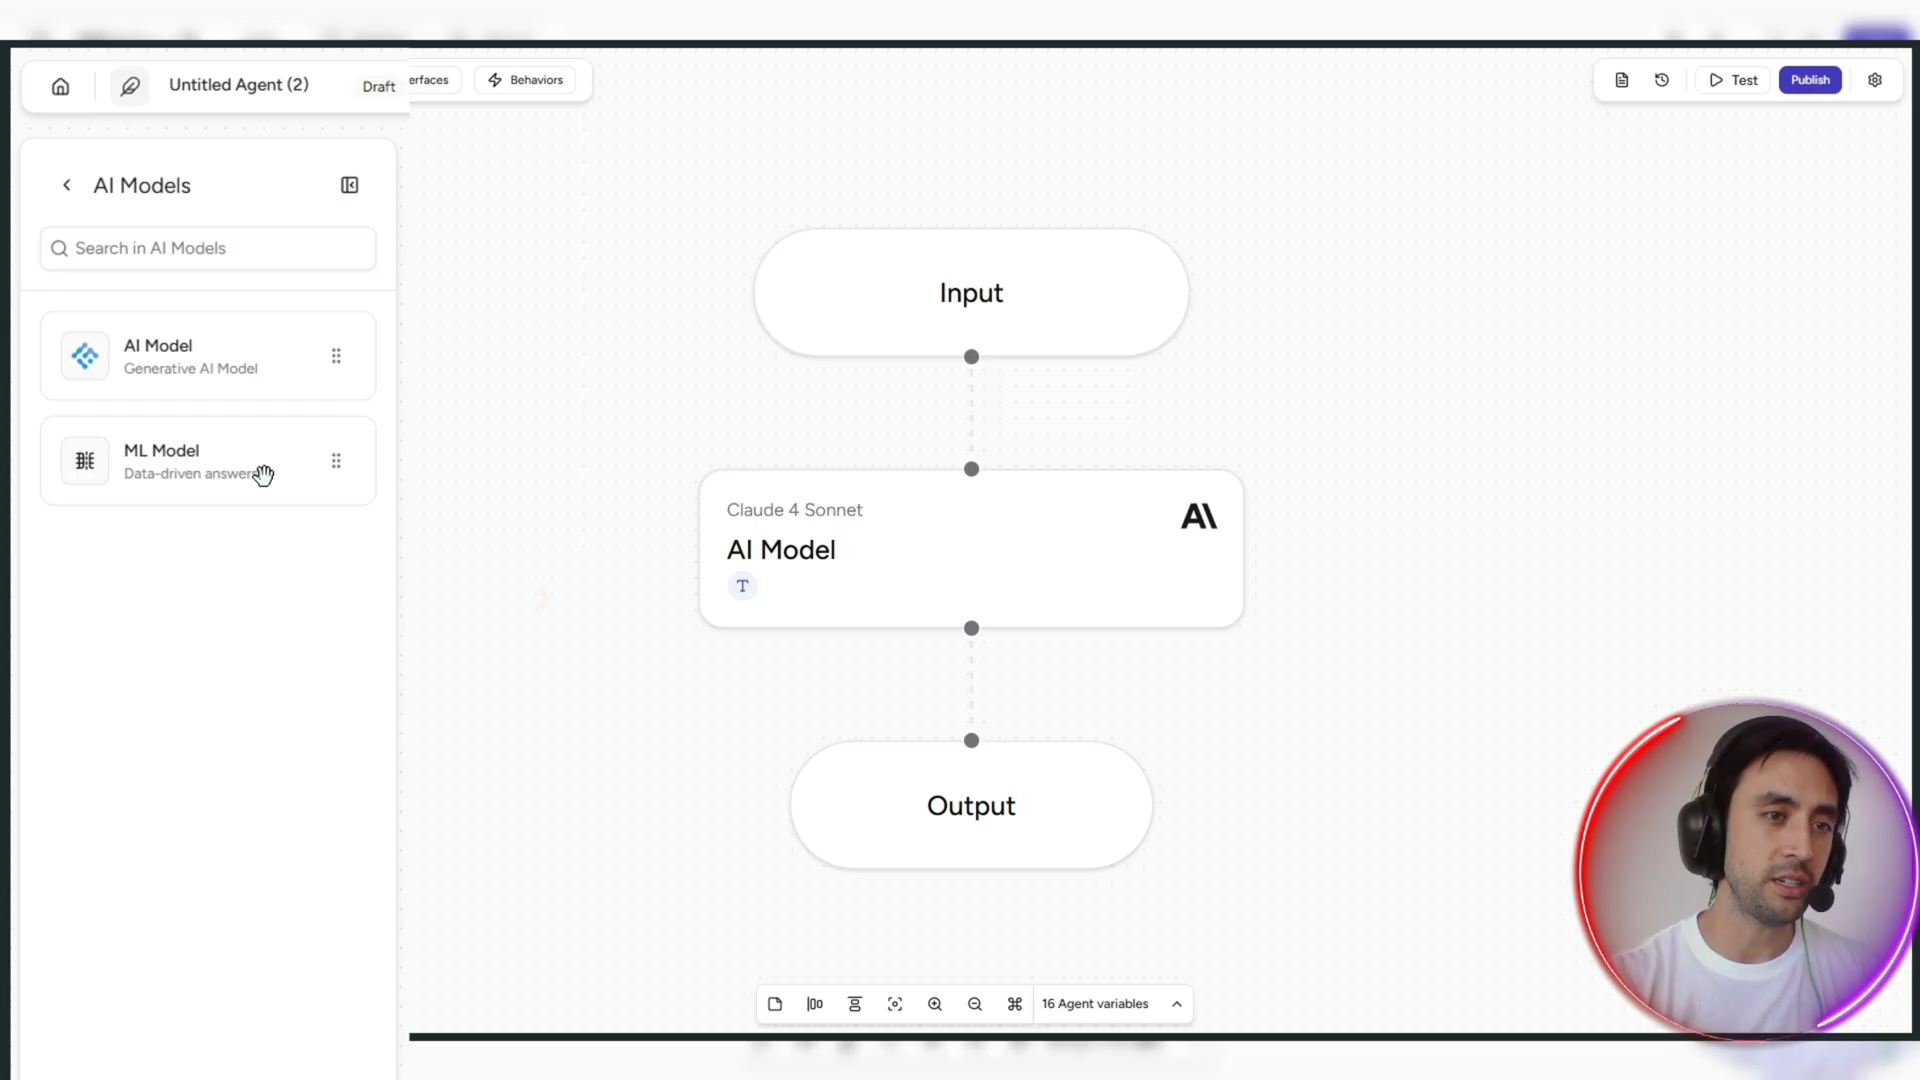 Untitled Agent (2)
Draft
erfaces
Behaviors
Test
Publish
AI Models
Search in AI Models
AI Model
Generative AI Model
ML Model
Data-driven answer
Input
Claude 4 Sonnet
AI Model
T
Output
16 Agent variables